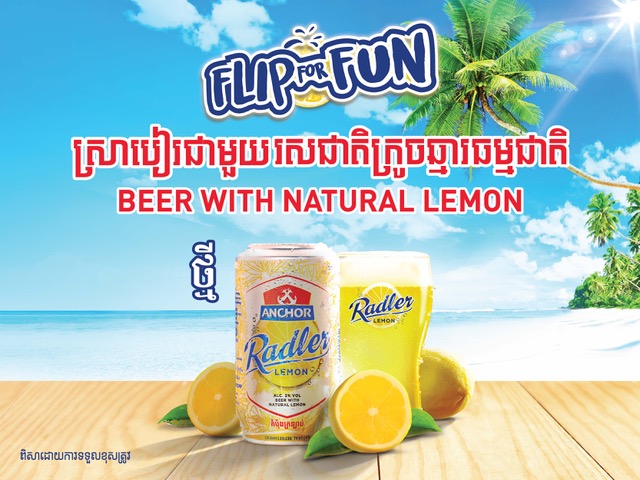 FLIP FOR FUN
ស្រាបៀរជាមួយ រសជាតិក្រូចឆ្មារធម្មជាតិ
BEER WITH NATURAL LEMON
ថ្មី
ANCHOR
Radler
LEMON
ALC. 2% VOL
BEER WITH
NATURAL LEMON
Radler
LEMON
ពិសាដោយការទទួលខុសត្រូវ